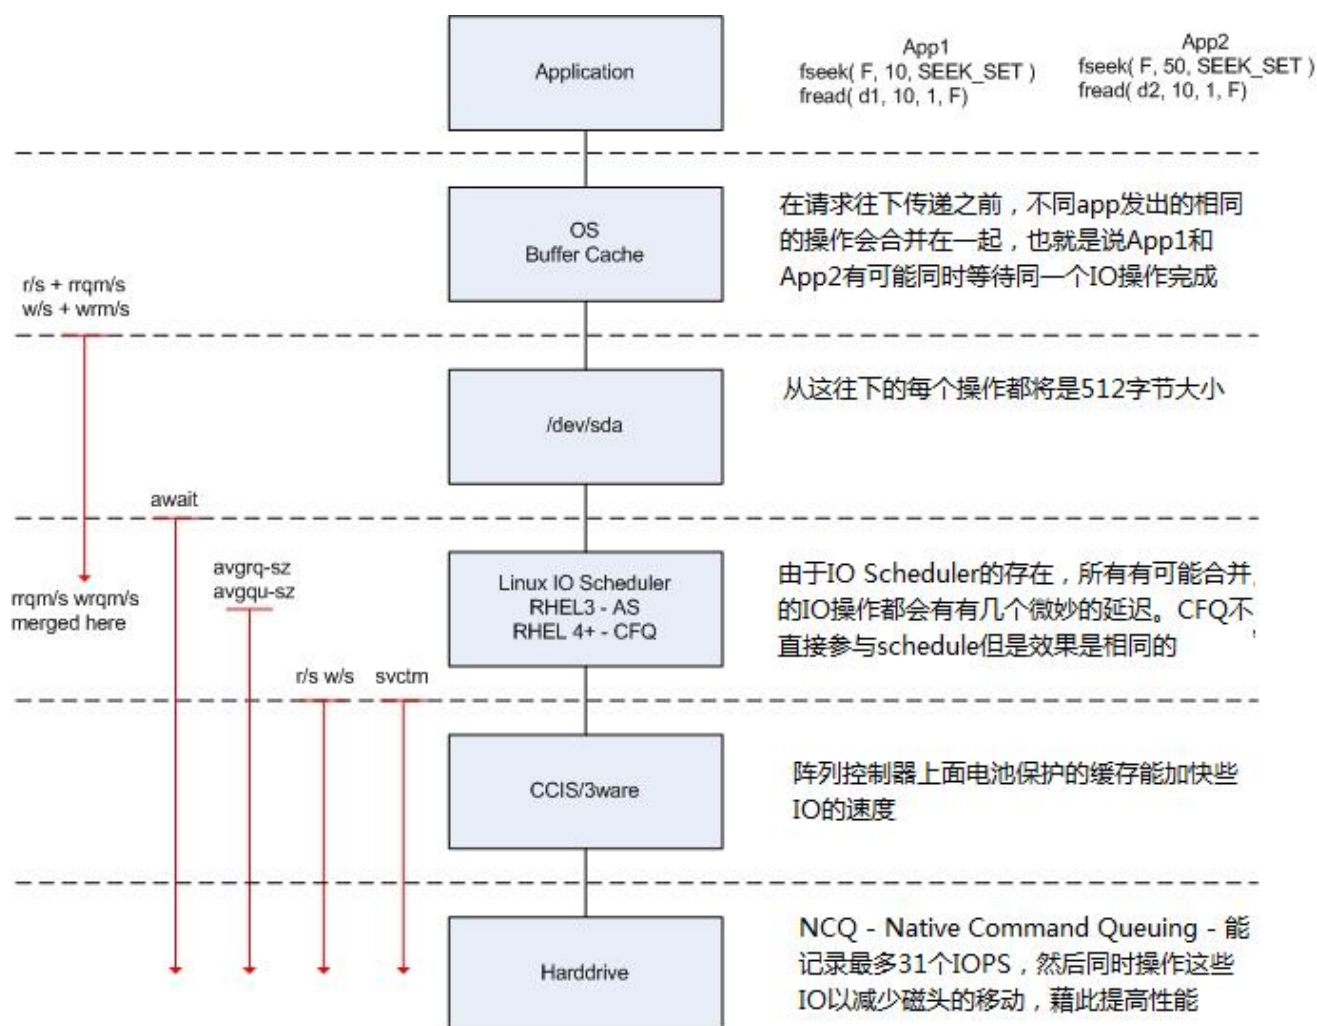 Application
App1
fseek( F, 10, SEEK_SET )
fread( d1, 10, 1, F)
App2
fseek( F, 50, SEEK_SET )
fread( d2, 10, 1, F)
OS
Buffer Cache
在请求往下传递之前，不同app发出的相同
的操作会合并在一起，也就是说App1和
App2有可能同时等待同一个IO操作完成
r/s + rrqm/s
w/s + wrm/s
/dev/sda
从这往下的每个操作都将是512字节大小
await
rrqm/s wrqm/s
merged here
avgrq-sz
avgqu-sz
Linux IO Scheduler
RHEL3 - AS
RHEL 4+ - CFQ
由于IO Scheduler的存在，所有有可能合并
的IO操作都会有有几个微妙的延迟。CFQ不
直接参与schedule但是效果是相同的
r/s w/s
svctm
CCIS/3ware
阵列控制器上面电池保护的缓存能加快些
IO的速度
Harddrive
NCQ - Native Command Queuing - 能
记录最多31个IOPS，然后同时操作这些
IO以减少磁头的移动，藉此提高性能